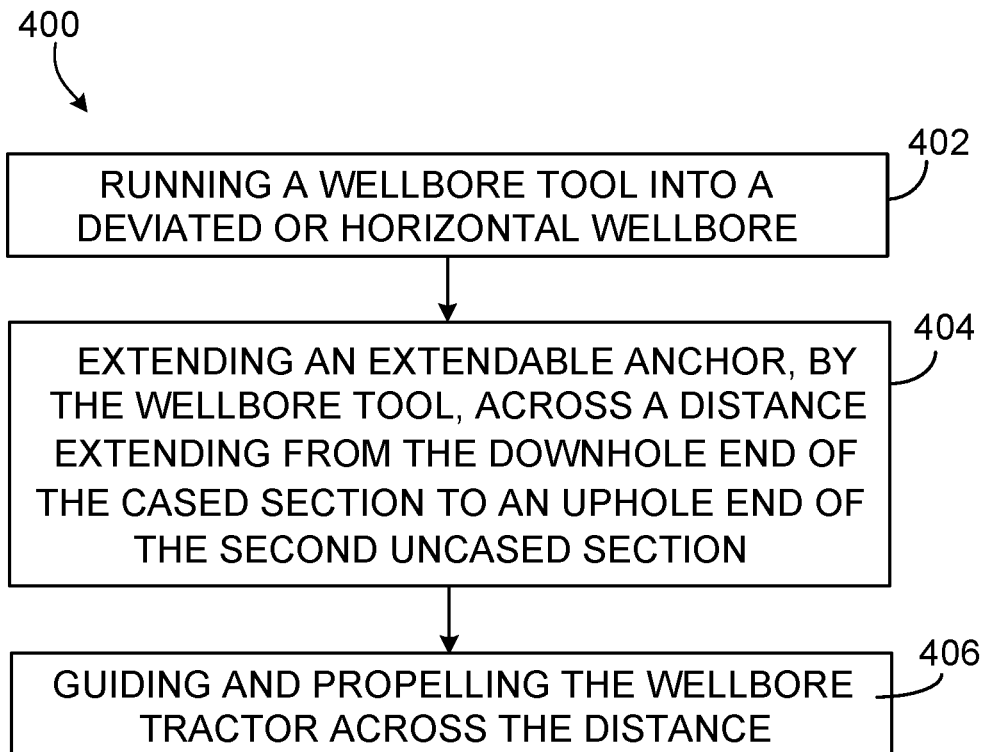 400
402
RUNNING A WELLBORE TOOL INTO A
DEVIATED OR HORIZONTAL WELLBORE
404
EXTENDING AN EXTENDABLE ANCHOR, BY
THE WELLBORE TOOL, ACROSS A DISTANCE
EXTENDING FROM THE DOWNHOLE END OF
THE CASED SECTION TO AN UPHOLE END OF
THE SECOND UNCASED SECTION
406
GUIDING AND PROPELLING THE WELLBORE
TRACTOR ACROSS THE DISTANCE